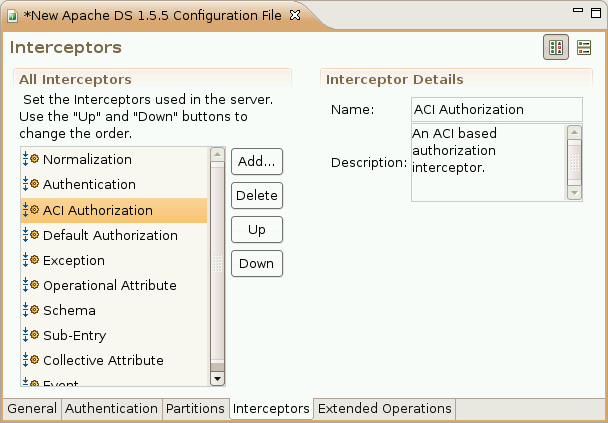 *New Apache DS 1.5.5 Configuration File
Interceptors
All Interceptors
Set the Interceptors used in the server.
Use the "Up" and "Down" buttons to
change the order.
Normalization
Authentication
ACI Authorization
Default Authorization
Exception
Operational Attribute
Schema
Sub-Entry
Collective Attribute
Event
Add...
Delete
Up
Down
Interceptor Details
Name:
ACI Authorization
Description:
An ACI based
authorization
interceptor.
General
Authentication
Partitions
Interceptors
Extended Operations